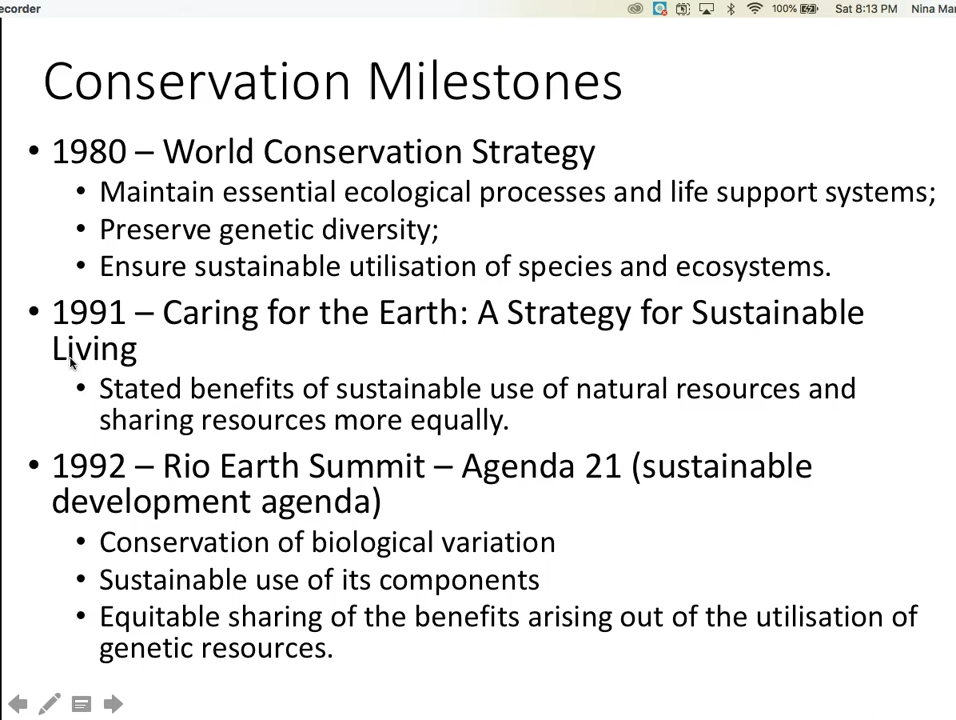 ecorder 100% Sat 8:13 PM Nina Mar
Conservation Milestones
• 1980 – World Conservation Strategy
• Maintain essential ecological processes and life support systems;
• Preserve genetic diversity;
• Ensure sustainable utilisation of species and ecosystems.
• 1991 – Caring for the Earth: A Strategy for Sustainable
Living
• Stated benefits of sustainable use of natural resources and
sharing resources more equally.
• 1992 – Rio Earth Summit – Agenda 21 (sustainable
development agenda)
• Conservation of biological variation
• Sustainable use of its components
• Equitable sharing of the benefits arising out of the utilisation of
genetic resources.